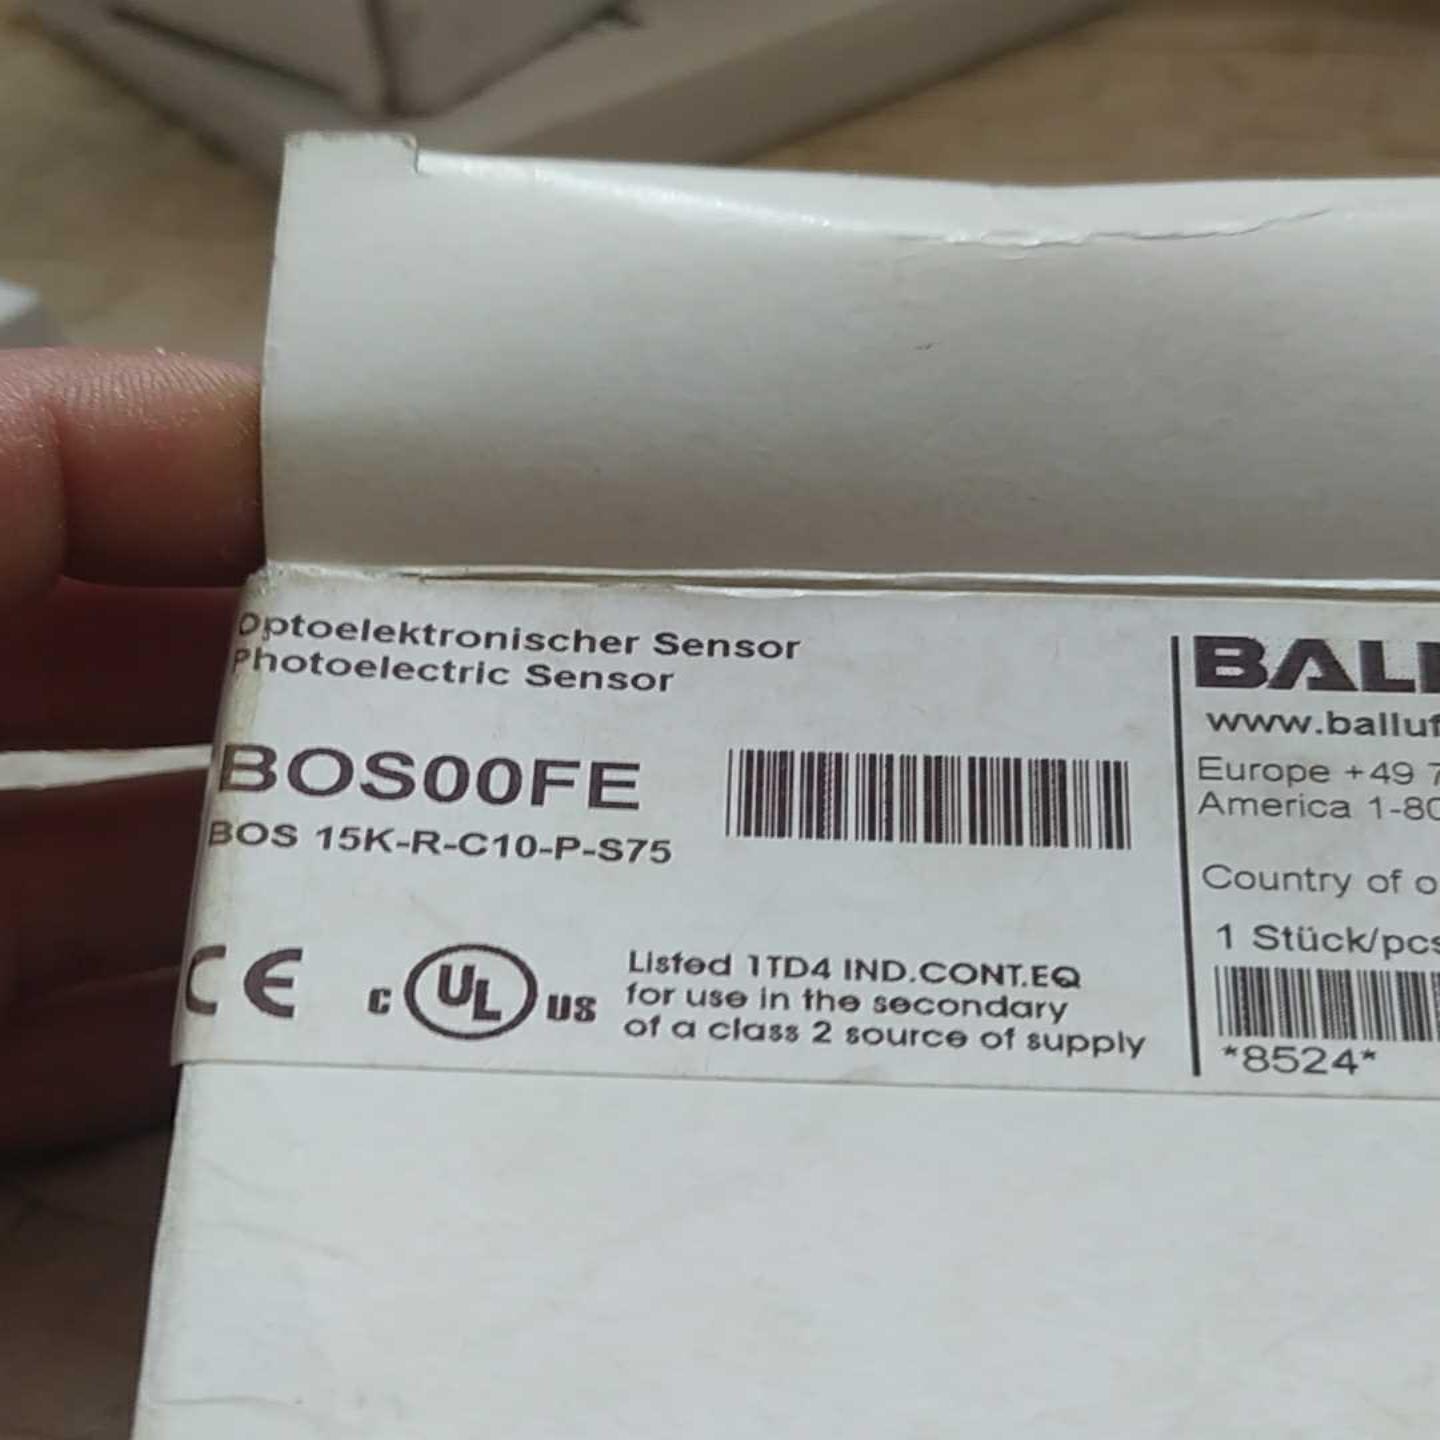 Optoelektronischer Sensor
Photoelectric Sensor
BOS00FE
BOS 15K-R-C10-P-S75
CE
C UL US
Listed 1TD4 IND.CONT.EQ
for use in the secondary
of a class 2 source of supply
BALL
www.balluf
Europe +49 7
America 1-80
Country of o
1 Stück/pcs
*8524*